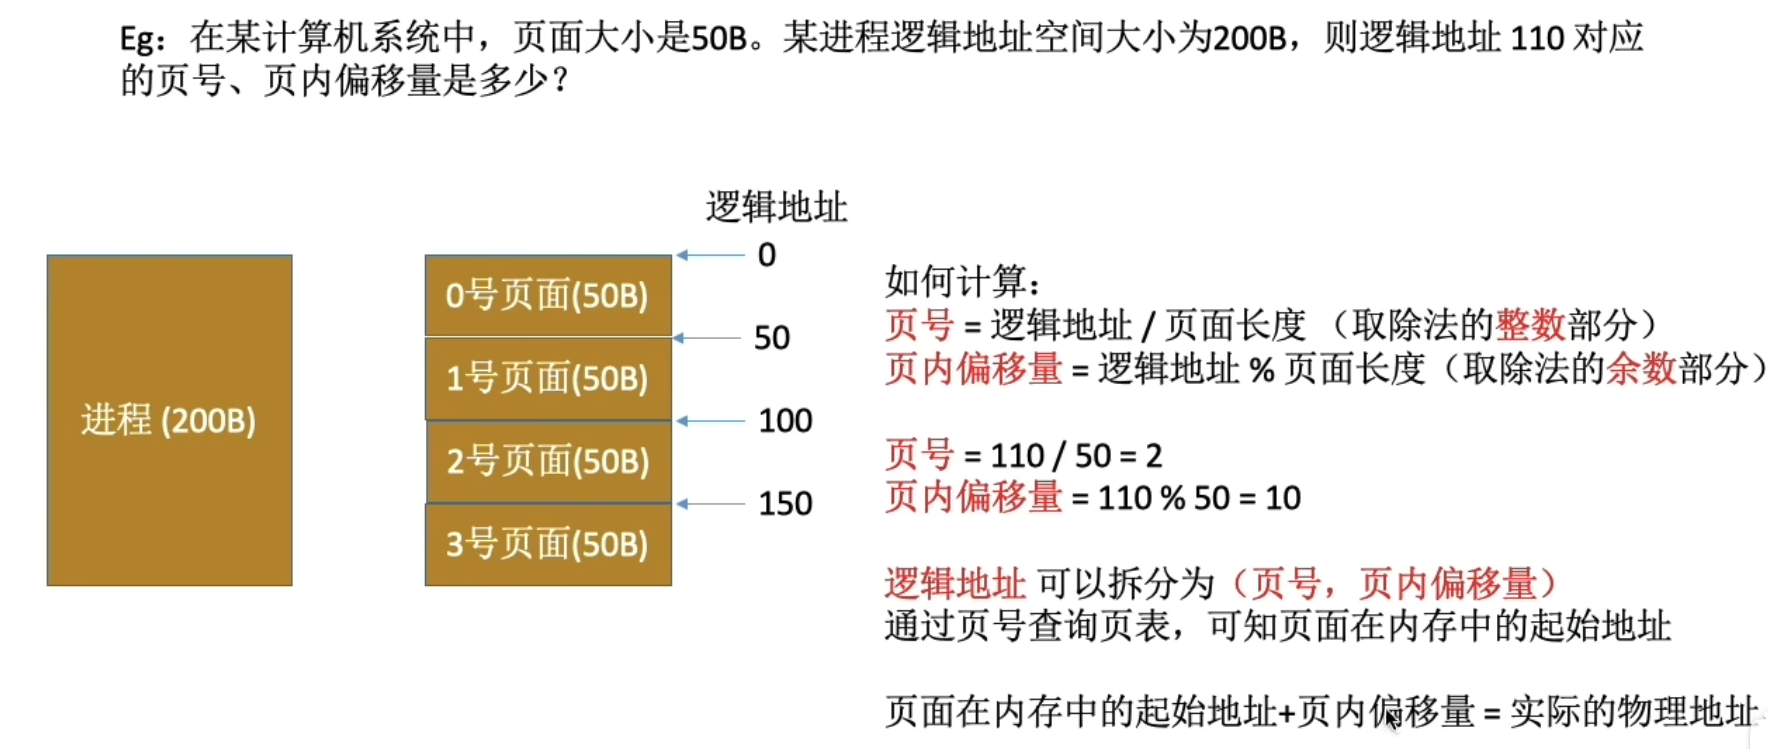 Eg：在某计算机系统中，页面大小是50B。某进程逻辑地址空间大小为200B，则逻辑地址 110 对应
的页号、页内偏移量是多少？
逻辑地址
进程 (200B)
0号页面(50B)
1号页面(50B)
2号页面(50B)
3号页面(50B)
0
50
100
150
如何计算：
页号 = 逻辑地址 / 页面长度 （取除法的整数部分）
页内偏移量 = 逻辑地址 % 页面长度（取除法的余数部分）
页号 = 110 / 50 = 2
页内偏移量 = 110 % 50 = 10
逻辑地址 可以拆分为（页号，页内偏移量）
通过页号查询页表，可知页面在内存中的起始地址
页面在内存中的起始地址+页内偏移量 = 实际的物理地址